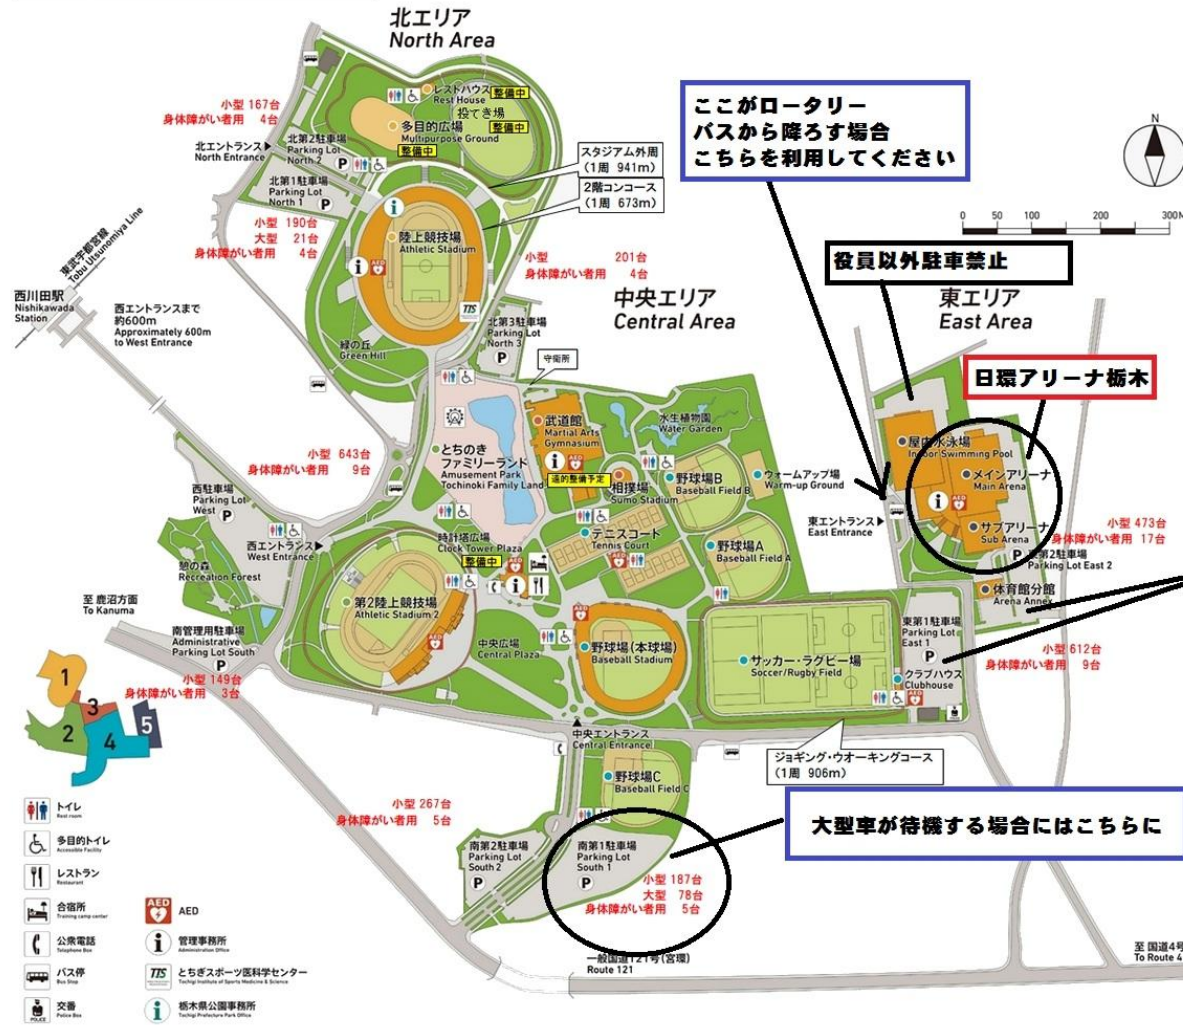 北エリア
North Area
レストハウス
Rest House
整備中
投てき場
整備中
多目的広場
Multipurpose Ground
整備中
小型 167台
身体障がい者用 4台
北エントランス
North Entrance
北第2駐車場
Parking Lot
North 2
P
北第1駐車場
Parking Lot
North 1
P
スタジアム外周
(1周 941m)
2階コンコース
(1周 673m)
小型 190台
大型 21台
身体障がい者用 4台
陸上競技場
Athletic Stadium
AED
TIS
小型 201台
身体障がい者用 4台
北第3駐車場
Parking Lot
North 3
P
緑の丘
Green Hill
守衛所
ここがロータリー
バスから降ろす場合
こちらを利用してください
N
0 50 100 200 300M
役員以外駐車禁止
中央エリア
Central Area
東エリア
East Area
日環アリーナ栃木
東武宇都宮線
Tobu Utsunomiya Line
西川田駅
Nishikawada
Station
西エントランスまで
約600m
Approximately 600m
to West Entrance
小型 643台
身体障がい者用 9台
西駐車場
Parking Lot
West
P
西エントランス
West Entrance
憩の森
Recreation Forest
とちのき
ファミリーランド
Amusement Park
Tochinoki Family Land
武道館
Martial Arts
Gymnasium
AED
遠的整備予定
水生植物園
Water Garden
相撲場
Sumo Stadium
野球場B
Baseball Field B
ウォームアップ場
Warm-up Ground
屋内水泳場
Indoor Swimming Pool
メインアリーナ
Main Arena
AED
サブアリーナ
Sub Arena
東エントランス
East Entrance
小型 473台
身体障がい者用 17台
東第2駐車場
Parking Lot East 2
P
体育館分館
Arena Annex
時計塔広場
Clock Tower Plaza
整備中
AED
テニスコート
Tennis Court
AED
野球場A
Baseball Field A
第2陸上競技場
Athletic Stadium 2
AED
中央広場
Central Plaza
AED
野球場(本球場)
Baseball Stadium
サッカー・ラグビー場
Soccer/Rugby Field
東第1駐車場
Parking Lot
East 1
P
小型 612台
身体障がい者用 9台
クラブハウス
Clubhouse
AED
至 鹿沼方面
To Kanuma
南管理用駐車場
Administrative
Parking Lot South
P
小型 149台
身体障がい者用 3台
1
2
3
4
5
中央エントランス
Central Entrance
ジョギング・ウオーキングコース
(1周 906m)
野球場C
Baseball Field C
小型 267台
身体障がい者用 5台
大型車が待機する場合にはこちらに
南第2駐車場
Parking Lot
South 2
P
南第1駐車場
Parking Lot
South 1
P
小型 187台
大型 78台
身体障がい者用 5台
一般国道121号(宮環)
Route 121
至 国道4号
To Route 4
トイレ
Rest room
多目的トイレ
Accessible Facility
レストラン
Restaurant
合宿所
Training camp center
公衆電話
Telephone Box
バス停
Bus Stop
交番
Police Box
AED
AED
管理事務所
Administration Office
TIS
とちぎスポーツ医科学センター
Tochigi Institute of Sports Medicine & Science
栃木県公園事務所
Tochigi Prefecture Park Office